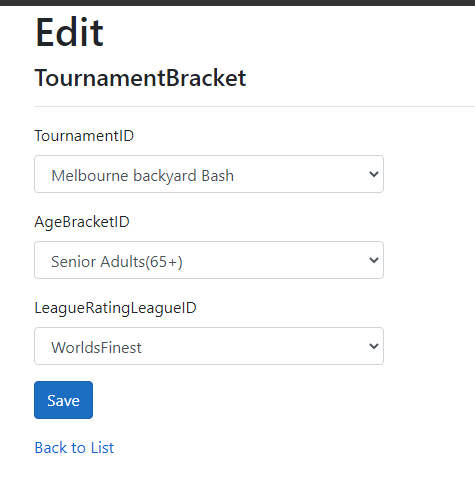 Edit
TournamentBracket
TournamentID
Melbourne backyard Bash
AgeBracketID
Senior Adults(65+)
LeagueRatingLeagueID
WorldsFinest
Save
Back to List